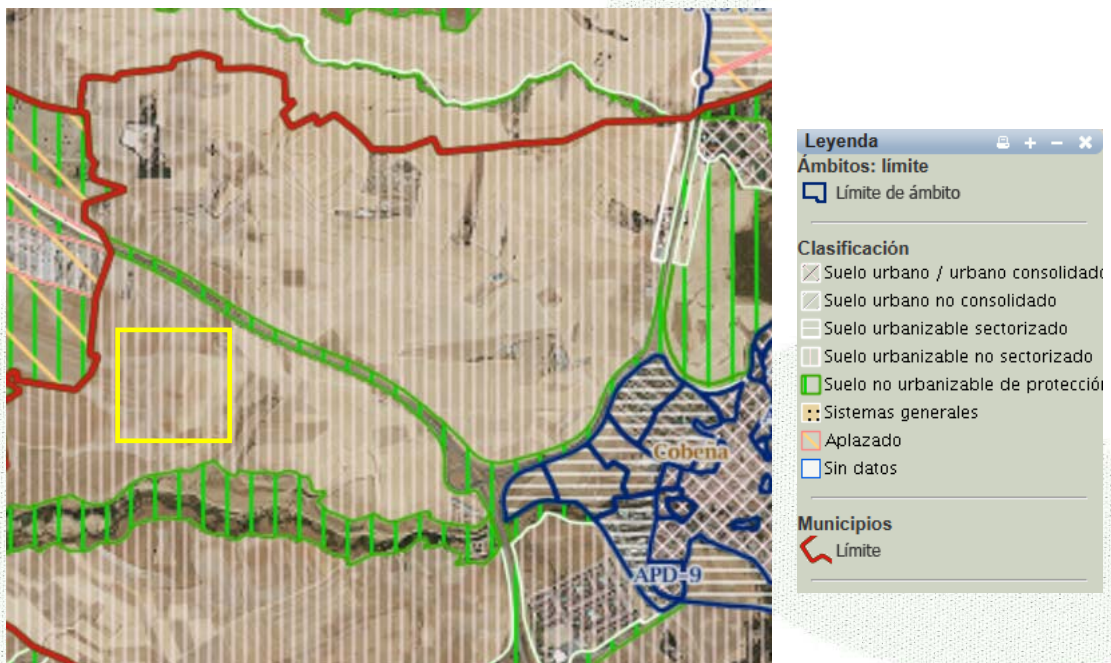 Cobeña
APD-9
Leyenda
Ámbitos: límite
Límite de ámbito
Clasificación
Suelo urbano / urbano consolidado
Suelo urbano no consolidado
Suelo urbanizable sectorizado
Suelo urbanizable no sectorizado
Suelo no urbanizable de protección
Sistemas generales
Aplazado
Sin datos
Municipios
Límite